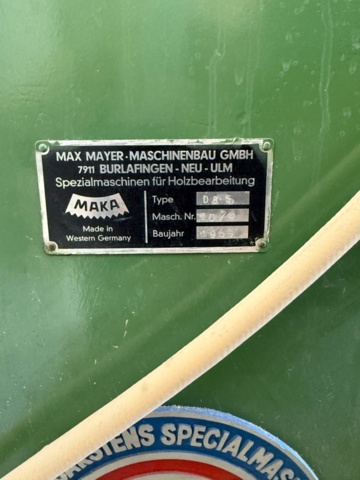 MAX MAYER-MASCHINENBAU GMBH
7911 BURLAFINGEN - NEU - ULM
Spezialmaschinen für Holzbearbeitung
MAKA
Made in
Western Germany
Type
Masch. Nr.
Baujahr
SPECIALMAS